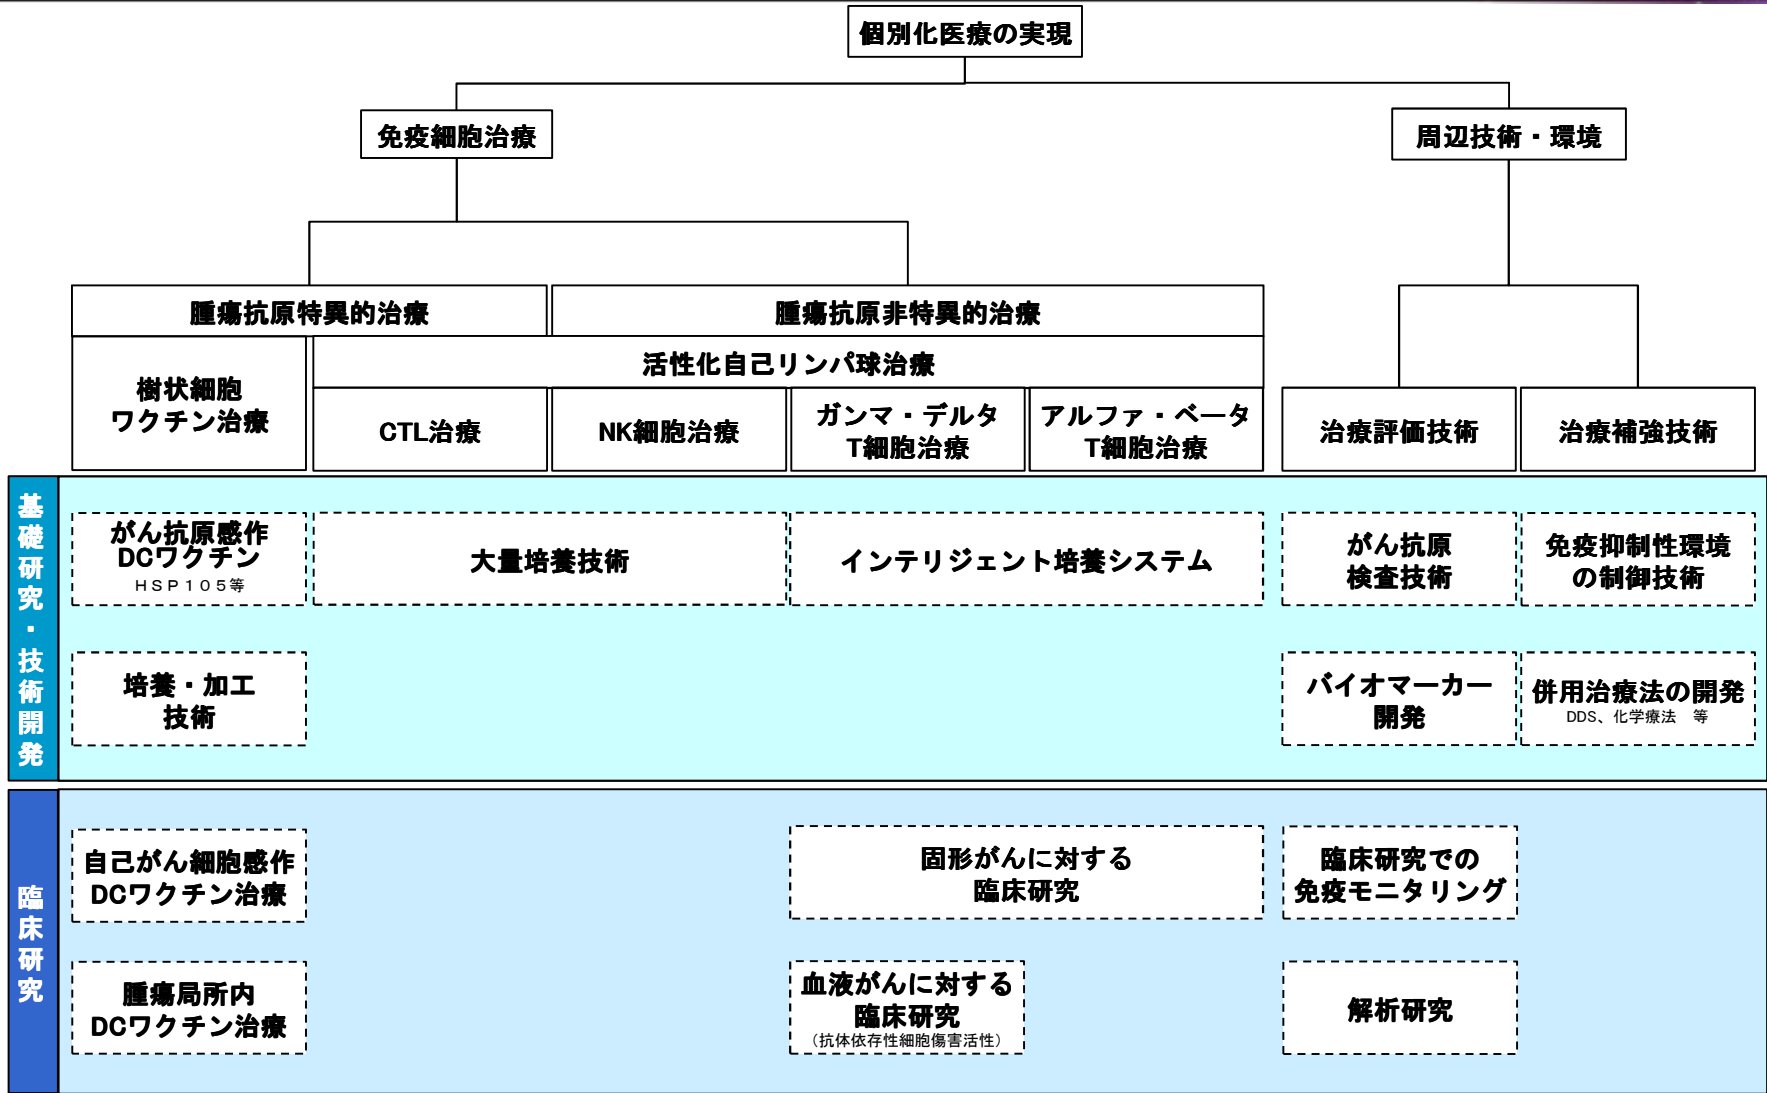 個別化医療の実現
免疫細胞治療
周辺技術・環境
腫瘍抗原特異的治療
腫瘍抗原非特異的治療
活性化自己リンパ球治療
樹状細胞
ワクチン治療
CTL治療
NK細胞治療
ガンマ・デルタ
T細胞治療
アルファ・ベータ
T細胞治療
治療評価技術
治療補強技術
基礎研究・技術開発
がん抗原感作
DCワクチン
HSP105等
大量培養技術
インテリジェント培養システム
がん抗原
検査技術
免疫抑制性環境
の制御技術
培養・加工
技術
バイオマーカー
開発
併用治療法の開発
DDS、化学療法 等
臨床研究
自己がん細胞感作
DCワクチン治療
固形がんに対する
臨床研究
臨床研究での
免疫モニタリング
腫瘍局所内
DCワクチン治療
血液がんに対する
臨床研究
（抗体依存性細胞傷害活性）
解析研究